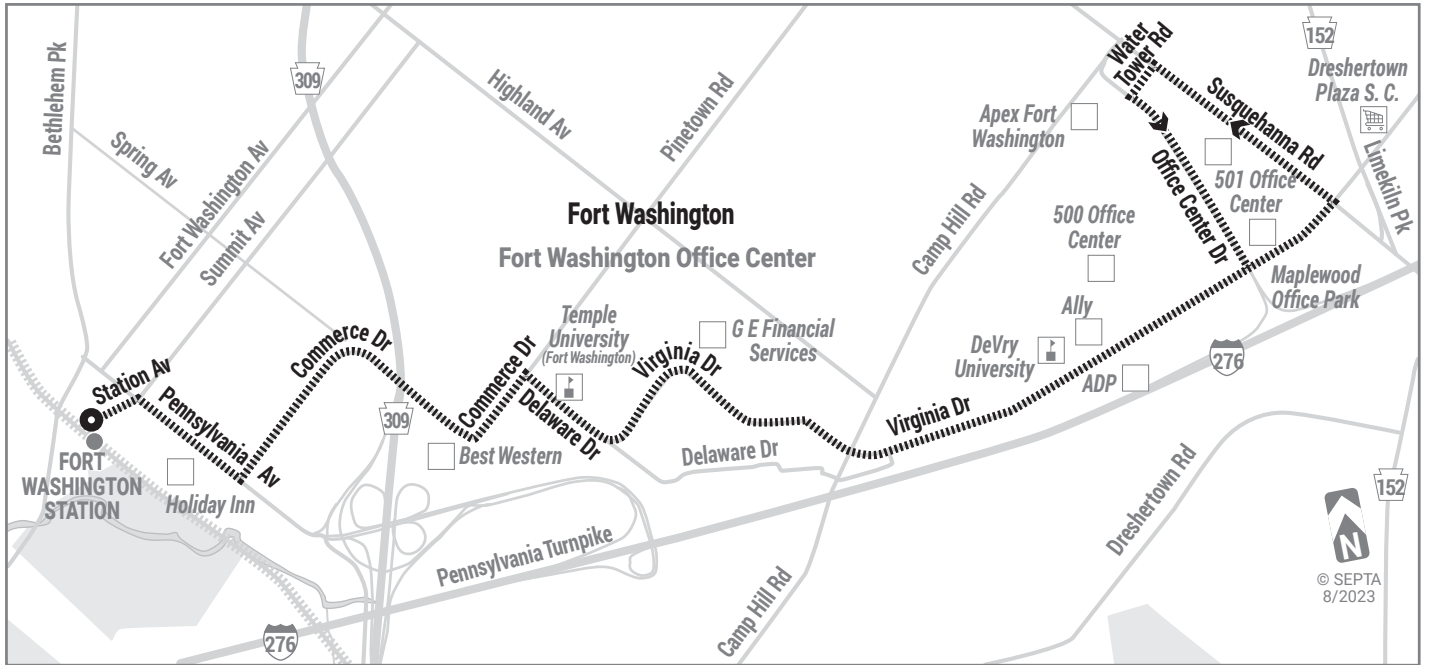 Bethlehem Pk
309
Spring Av
Fort Washington Av
Summit Av
Highland Av
Pinetown Rd
Fort Washington
Fort Washington Office Center
Water
Tower Rd
152
Dreshertown
Plaza S. C.
Susquehanna Rd
Apex Fort
Washington
Limekiln Pk
501 Office
Center
Office Center Dr
500 Office
Center
Camp Hill Rd
Maplewood
Office Park
Station Av
Commerce Dr
Temple
University
(Fort Washington)
G E Financial
Services
Ally
DeVry
University
ADP
276
Pennsylvania Av
309
Commerce Dr
Delaware Dr
Virginia Dr
Virginia Dr
Best Western
Delaware Dr
FORT
WASHINGTON
STATION
Holiday Inn
Pennsylvania Turnpike
Dreshertown Rd
152
N
© SEPTA
8/2023
Camp Hill Rd
276